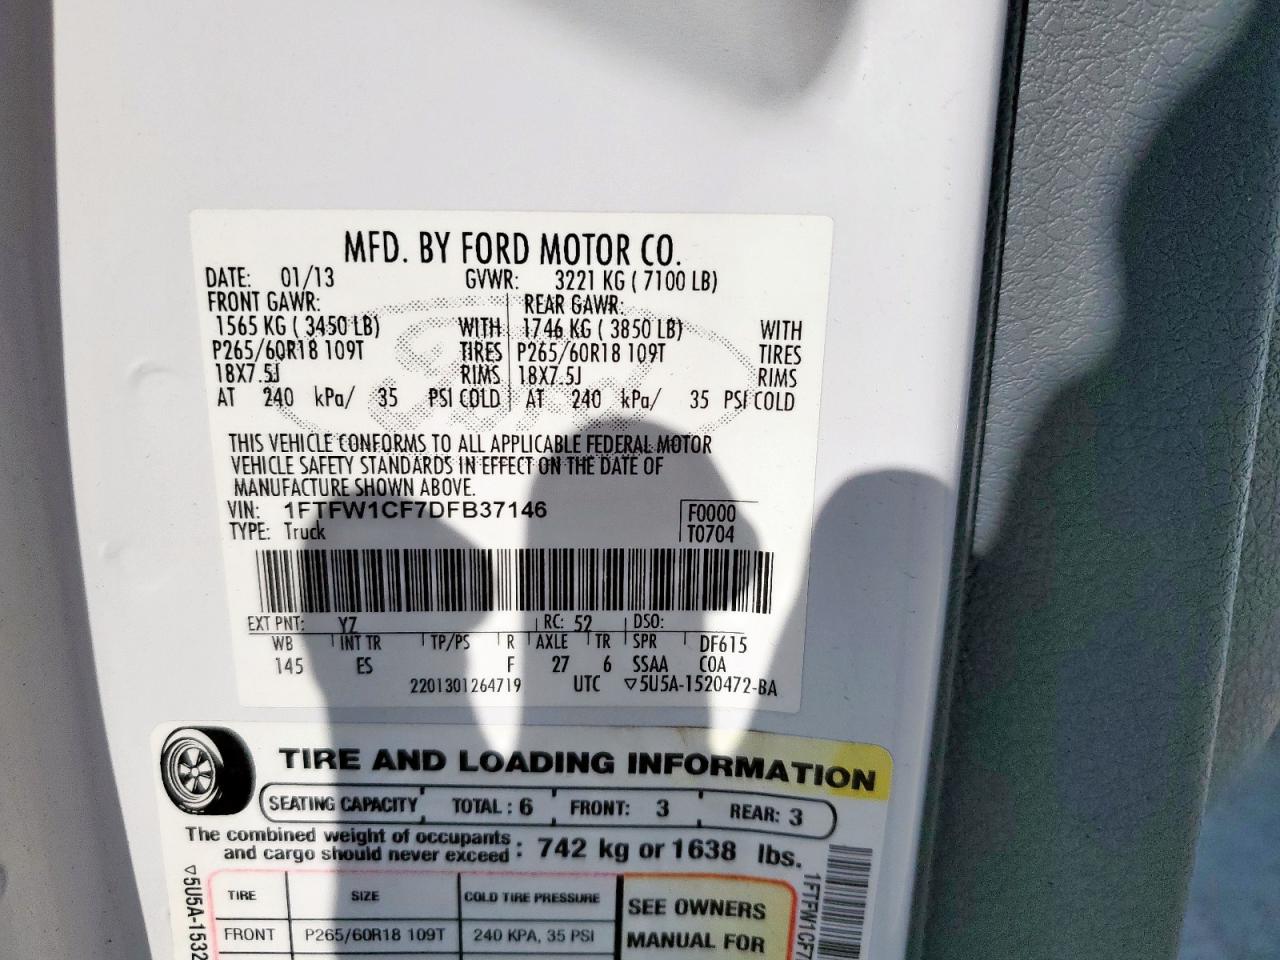 MFD. BY FORD MOTOR CO.
DATE: 01/13 GVWR: 3221 KG ( 7100 LB)
FRONT GAWR: REAR GAWR:
1565 KG ( 3450 LB) WITH 1746 KG ( 3850 LB) WITH
P265/60R18 109T TIRES P265/60R18 109T TIRES
18X7.5J RIMS 18X7.5J RIMS
AT 240 kPa/ 35 PSI COLD AT 240 kPa/ 35 PSI COLD
THIS VEHICLE CONFORMS TO ALL APPLICABLE FEDERAL MOTOR
VEHICLE SAFETY STANDARDS IN EFFECT ON THE DATE OF
MANUFACTURE SHOWN ABOVE.
VIN: 1FTFW1CF7DFB37146 F0000
TYPE: Truck T0704
EXT PNT: YZ RC: 52 DSO:
WB INT TR TP/PS R AXLE TR SPR DF615
145 ES F 27 6 SSAA COA
2201301264719 UTC ▽5U5A-1520472-BA
TIRE AND LOADING INFORMATION
SEATING CAPACITY TOTAL : 6 FRONT: 3 REAR: 3
The combined weight of occupants
and cargo should never exceed : 742 kg or 1638 lbs.
TIRE SIZE COLD TIRE PRESSURE SEE OWNERS
FRONT P265/60R18 109T 240 KPA, 35 PSI MANUAL FOR
▽5U5A-1532
1FTFW1CF7